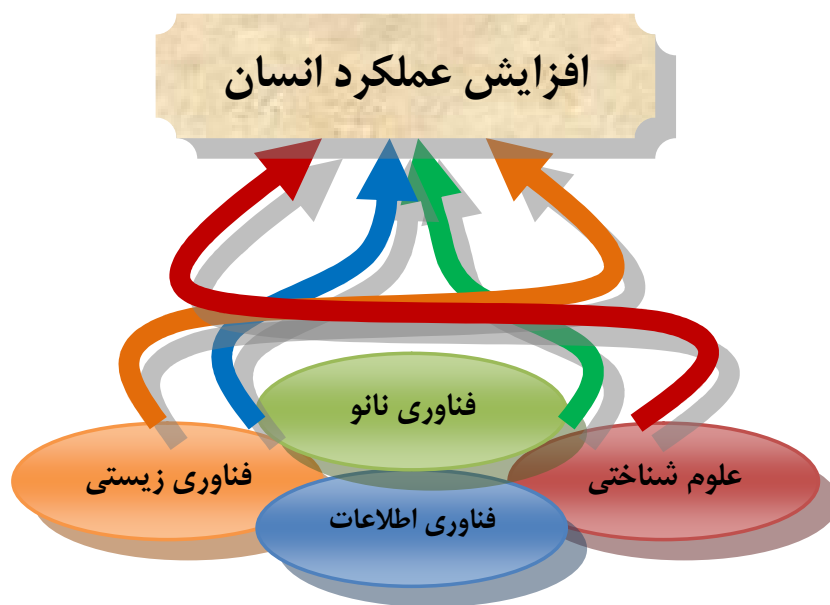 افزایش عملکرد انسان
فناوری نانو
علوم شناختی
فناوری زیستی
فناوری اطلاعات